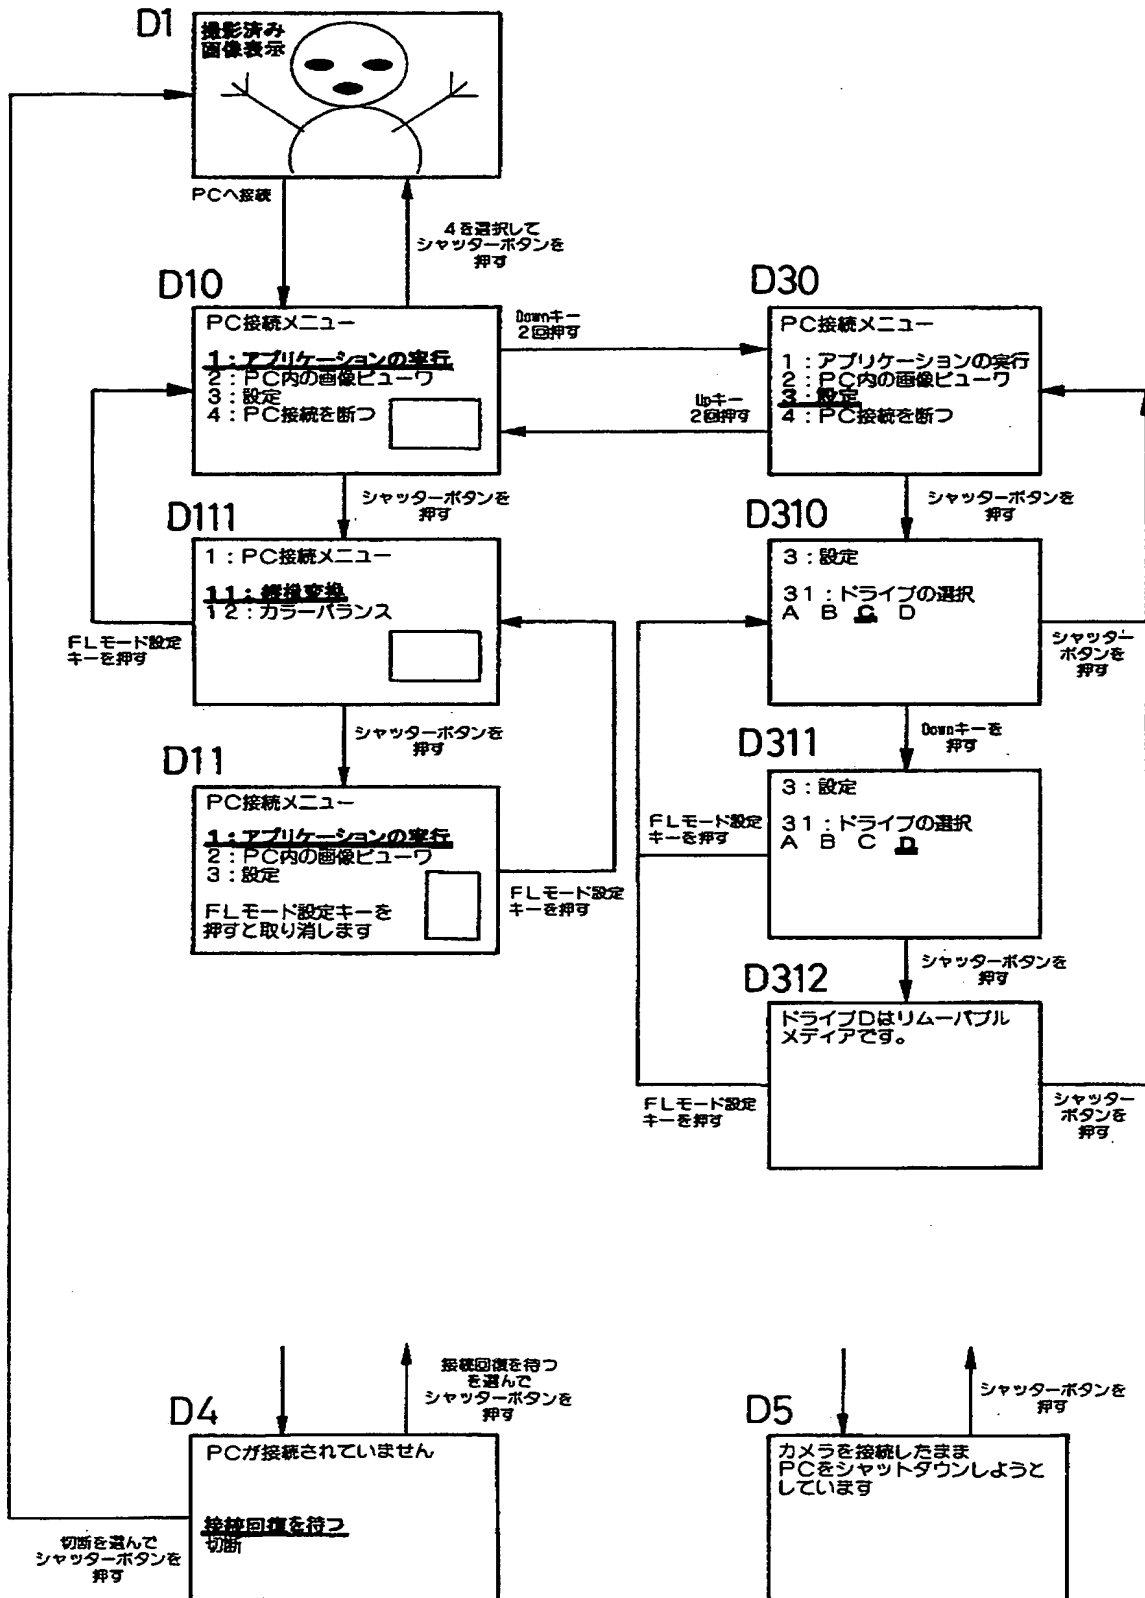 D1
撮影済み
画像表示
PCへ接続
4を選択して
シャッターボタンを
押す
D10
PC接続メニュー
1:アプリケーションの実行
2:PC内の画像ビューワ
3:設定
4:PC接続を断つ
Downキー
2回押す
Upキー
2回押す
D30
PC接続メニュー
1:アプリケーションの実行
2:PC内の画像ビューワ
3:設定
4:PC接続を断つ
シャッターボタンを
押す
シャッターボタンを
押す
D111
1:PC接続メニュー
11:縦横変換
12:カラーバランス
FLモード設定
キーを押す
D310
3:設定
31:ドライブの選択
A B C D
シャッター
ボタンを
押す
シャッターボタンを
押す
Downキーを
押す
D11
PC接続メニュー
1:アプリケーションの実行
2:PC内の画像ビューワ
3:設定
FLモード設定キーを
押すと取り消します
FLモード設定
キーを押す
D311
3:設定
31:ドライブの選択
A B C D
FLモード設定
キーを押す
シャッターボタンを
押す
D312
ドライブDはリムーバブル
メディアです。
FLモード設定
キーを押す
シャッター
ボタンを
押す
接続回復を待つ
を選んで
シャッターボタンを
押す
D4
PCが接続されていません
接続回復を待つ
切断
切断を選んで
シャッターボタンを
押す
シャッターボタンを
押す
D5
カメラを接続したまま
PCをシャットダウンしようと
しています